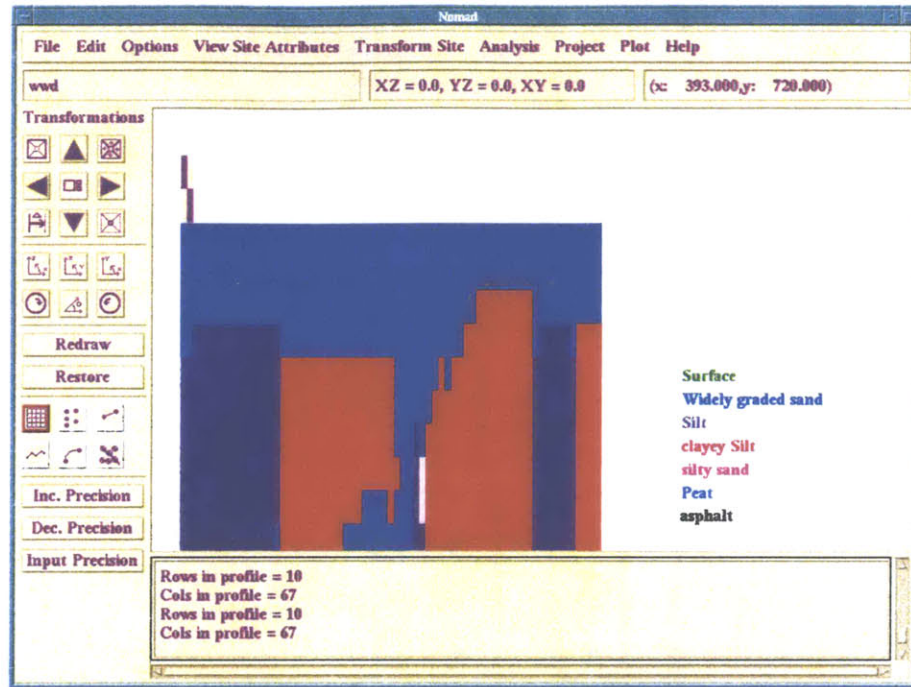 Nomad
File Edit Options View Site Attributes Transform Site Analysis Project Plot Help
wwd XZ = 0.0, YZ = 0.0, XY = 0.0 (x: 393.000,y: 720.000)
Transformations
Redraw
Restore
Inc. Precision
Dec. Precision
Input Precision
Surface
Widely graded sand
Silt
clayey Silt
silty sand
Peat
asphalt
Rows in profile = 10
Cols in profile = 67
Rows in profile = 10
Cols in profile = 67